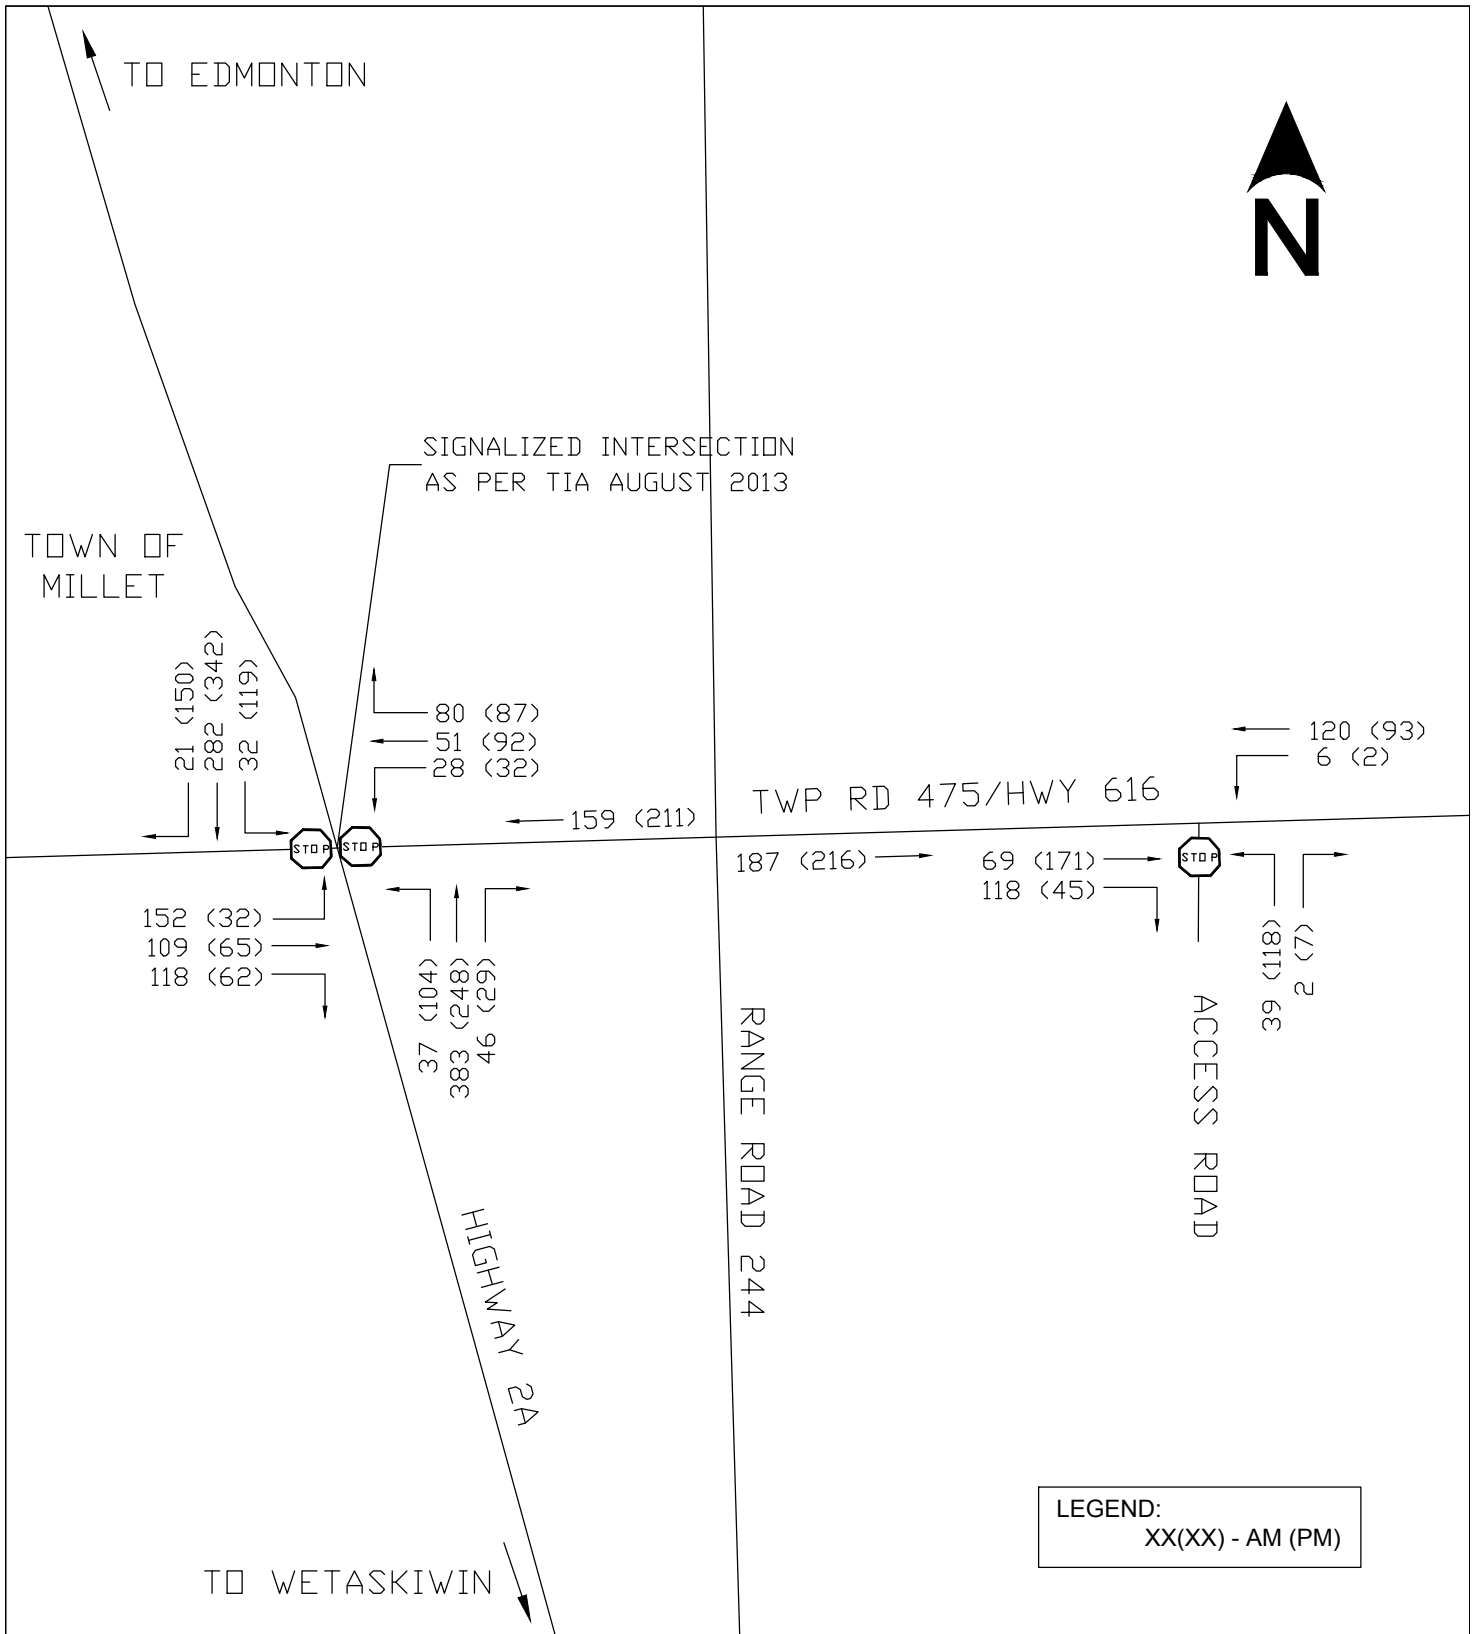 TO EDMONTON
N
SIGNALIZED INTERSECTION
AS PER TIA AUGUST 2013
TOWN OF
MILLET
21 (150)
282 (342)
32 (119)
80 (87)
51 (92)
28 (32)
159 (211)
TWP RD 475/HWY 616
120 (93)
6 (2)
STOP
STOP
STOP
187 (216)
69 (171)
118 (45)
152 (32)
109 (65)
118 (62)
37 (104)
383 (248)
46 (29)
39 (118)
2 (7)
ACCESS ROAD
RANGE ROAD 244
HIGHWAY 2A
TO WETASKIWIN
LEGEND:
XX(XX) - AM (PM)